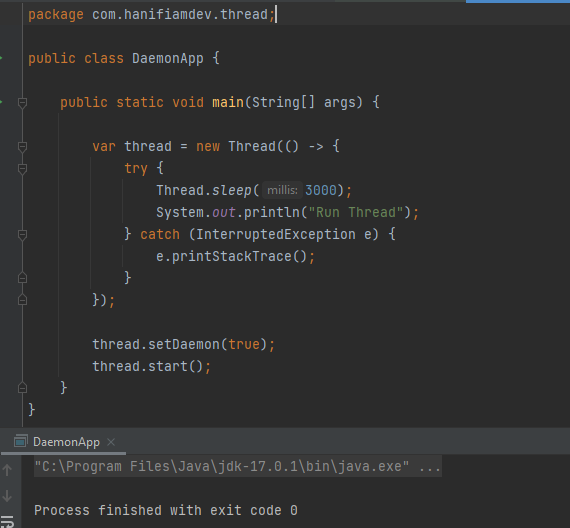 package com.hanifiamdev.thread;
public class DaemonApp {
public static void main(String[] args) {
var thread = new Thread(() -> {
try {
Thread.sleep( millis: 3000);
System.out.println("Run Thread");
} catch (InterruptedException e) {
e.printStackTrace();
}
});
thread.setDaemon(true);
thread.start();
}
}
DaemonApp ×
"C:\Program Files\Java\jdk-17.0.1\bin\java.exe" ...
Process finished with exit code 0